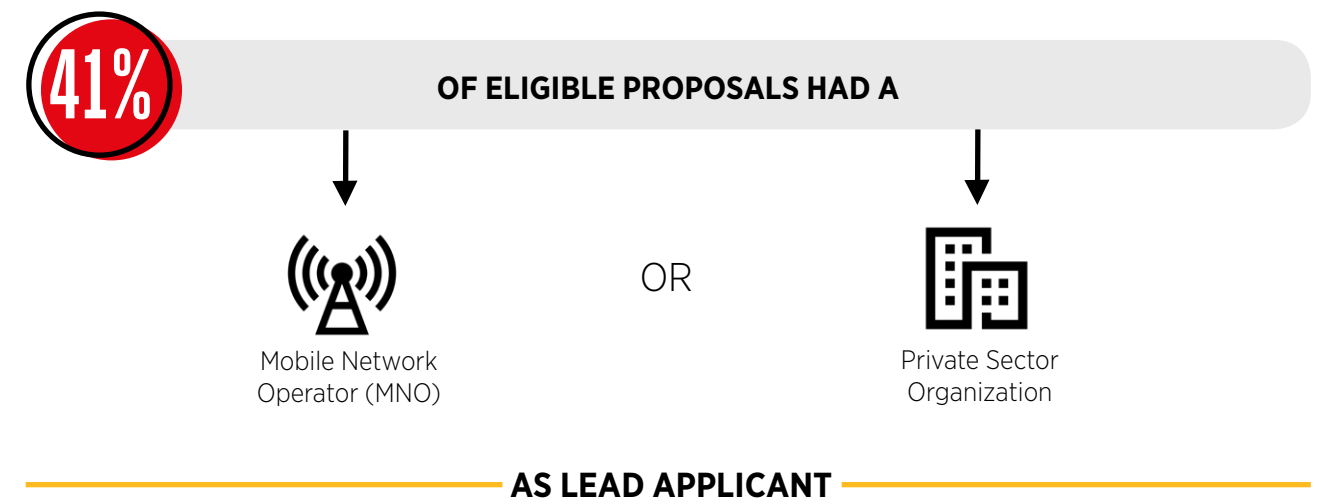 41%
OF ELIGIBLE PROPOSALS HAD A
Mobile Network
Operator (MNO)
OR
Private Sector
Organization
AS LEAD APPLICANT